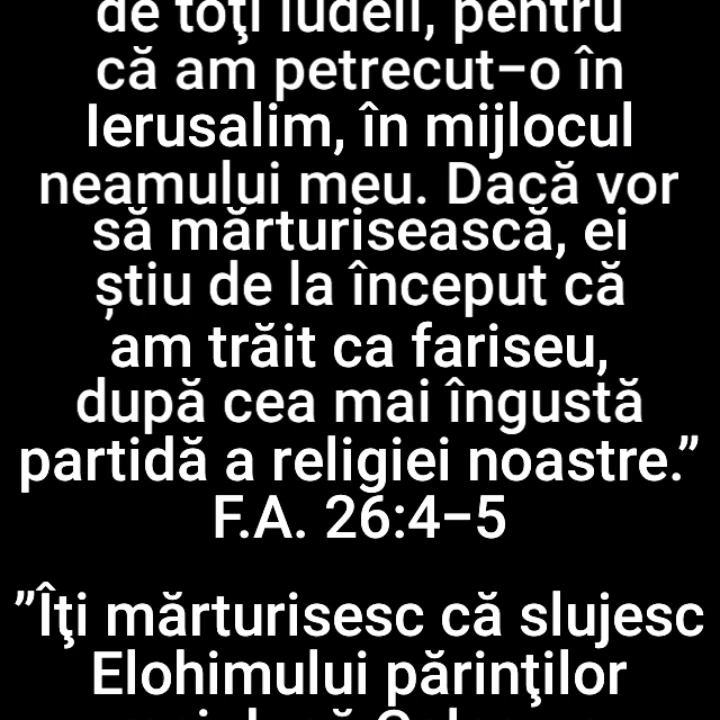 de toţi Iudeii, pentru
că am petrecut-o în
Ierusalim, în mijlocul
neamului meu. Dacă vor
să mărturisească, ei
ştiu de la început că
am trăit ca fariseu,
după cea mai îngustă
partidă a religiei noastre.”
F.A. 26:4-5
”Îţi mărturisesc că slujesc
Elohimului părinţilor